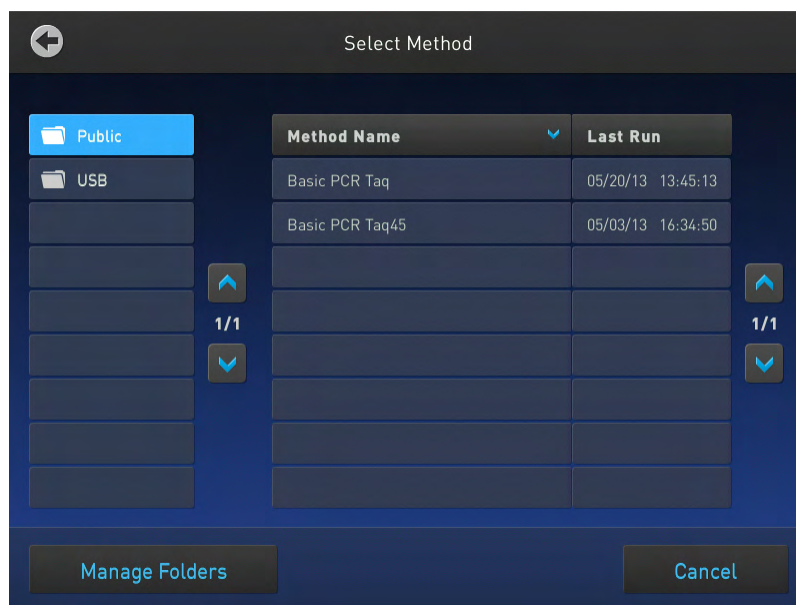 Select Method
Public
USB
1/1
Method Name Last Run
Basic PCR Taq 05/20/13 13:45:13
Basic PCR Taq45 05/03/13 16:34:50
1/1
Manage Folders Cancel